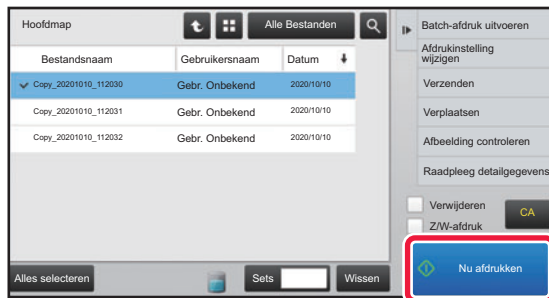 Hoofdmap
Alle Bestanden
Bestandsnaam
Gebruikersnaam
Datum
Copy_20201010_112030
Gebr. Onbekend
2020/10/10
Copy_20201010_112031
Gebr. Onbekend
2020/10/10
Copy_20201010_112032
Gebr. Onbekend
2020/10/10
Alles selecteren
Sets
Wissen
Batch-afdruk uitvoeren
Afdrukinstelling
wijzigen
Verzenden
Verplaatsen
Afbeelding controleren
Raadpleeg detailgegevens
Verwijderen
Z/W-afdruk
CA
Nu afdrukken